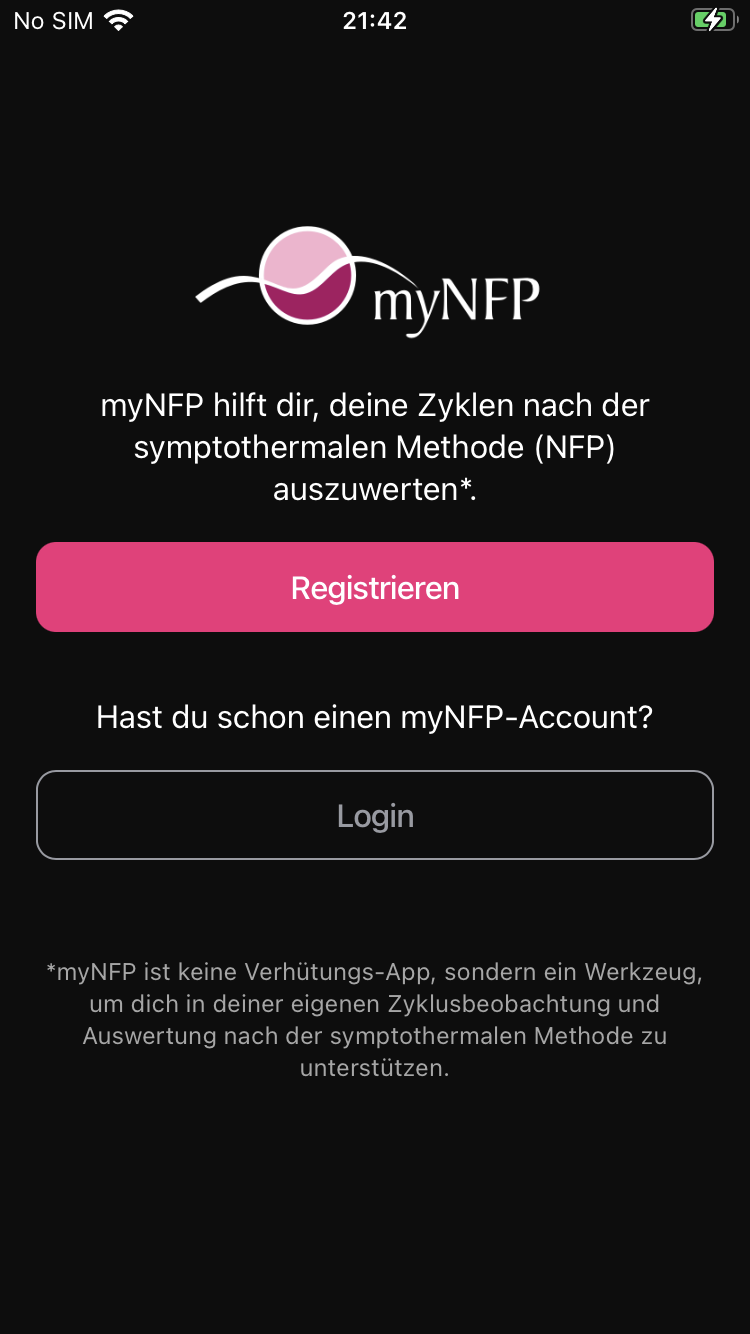 No SIM 21:42
myNFP
myNFP hilft dir, deine Zyklen nach der
symptothermalen Methode (NFP)
auszuwerten*.
Registrieren
Hast du schon einen myNFP-Account?
Login
*myNFP ist keine Verhütungs-App, sondern ein Werkzeug,
um dich in deiner eigenen Zyklusbeobachtung und
Auswertung nach der symptothermalen Methode zu
unterstützen.